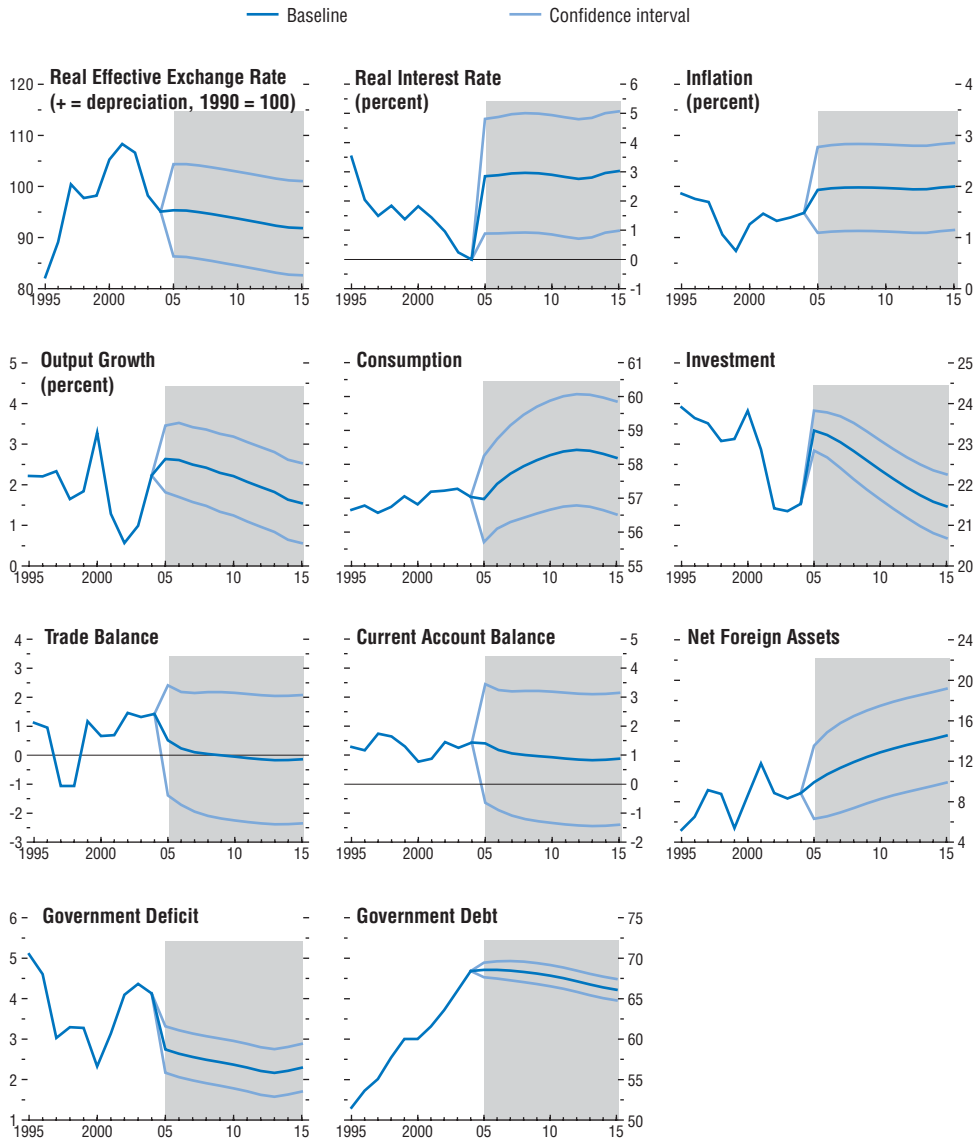 Baseline
Confidence interval
Real Effective Exchange Rate
(+ = depreciation, 1990 = 100)
120
110
100
90
80
1995 2000 05 10 15
Real Interest Rate
(percent)
6
5
4
3
2
1
0
-1
1995 2000 05 10 15
Inflation
(percent)
4
3
2
1
0
1995 2000 05 10 15
Output Growth
(percent)
5
4
3
2
1
0
1995 2000 05 10 15
Consumption
61
60
59
58
57
56
55
1995 2000 05 10 15
Investment
25
24
23
22
21
20
1995 2000 05 10 15
Trade Balance
4
3
2
1
0
-1
-2
-3
1995 2000 05 10 15
Current Account Balance
5
4
3
2
1
0
-1
-2
1995 2000 05 10 15
Net Foreign Assets
24
20
16
12
8
4
1995 2000 05 10 15
Government Deficit
6
5
4
3
2
1
1995 2000 05 10 15
Government Debt
75
70
65
60
55
50
1995 2000 05 10 15